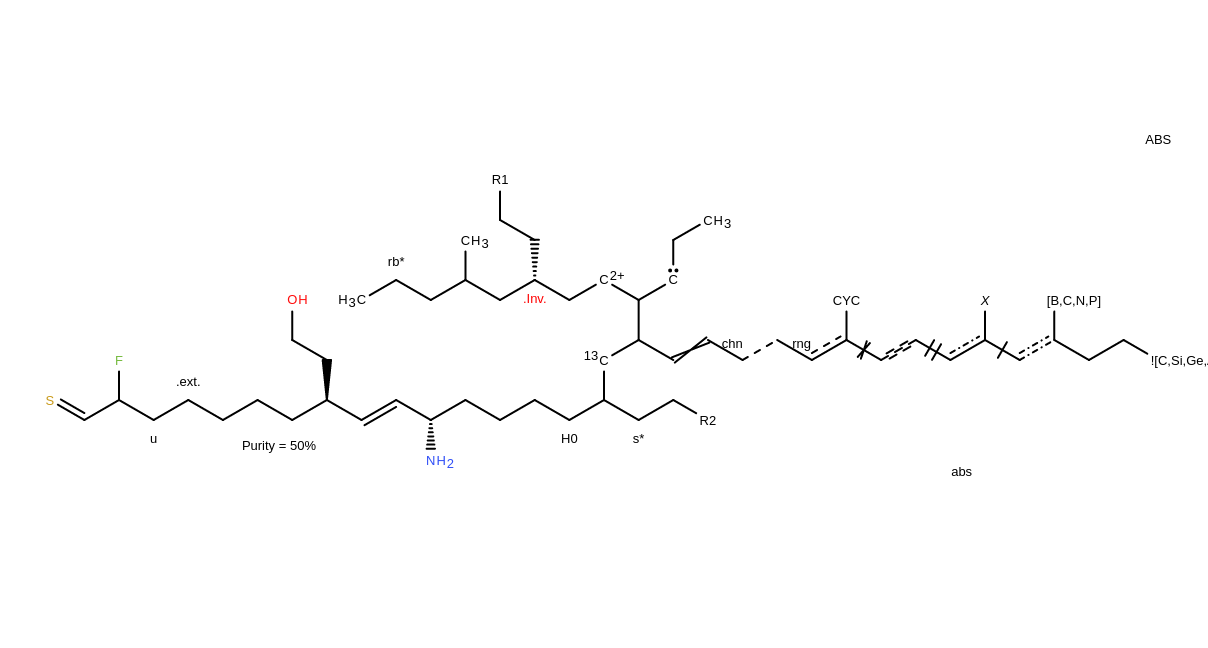 ABS
R1
CH3
CH3
rb*
C2+
C
H3C
.Inv.
OH
CYC
X
[B,C,N,P]
chn
rng
13C
F
![C,Si,Ge,
.ext.
S
R2
u
Purity = 50%
H0
s*
NH2
abs